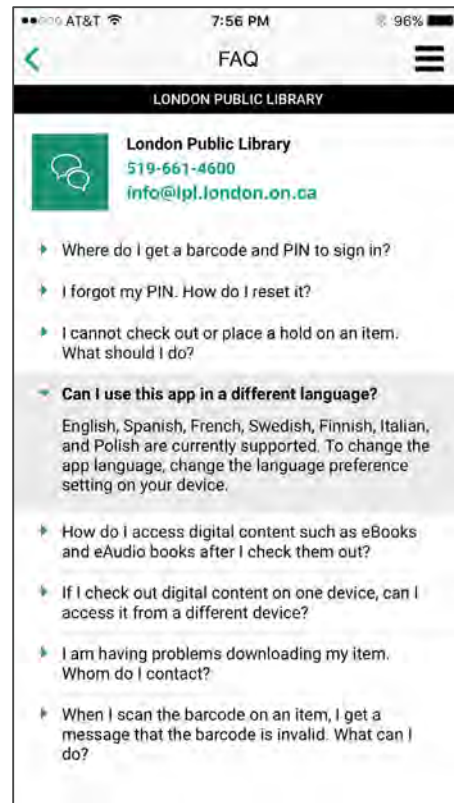 AT&T 7:56 PM 96%
FAQ
LONDON PUBLIC LIBRARY
London Public Library
519-661-4600
info@lpl.london.on.ca
Where do I get a barcode and PIN to sign in?
I forgot my PIN. How do I reset it?
I cannot check out or place a hold on an item.
What should I do?
Can I use this app in a different language?
English, Spanish, French, Swedish, Finnish, Italian,
and Polish are currently supported. To change the
app language, change the language preference
setting on your device.
How do I access digital content such as eBooks
and eAudio books after I check them out?
If I check out digital content on one device, can I
access it from a different device?
I am having problems downloading my item.
Whom do I contact?
When I scan the barcode on an item, I get a
message that the barcode is invalid. What can I
do?